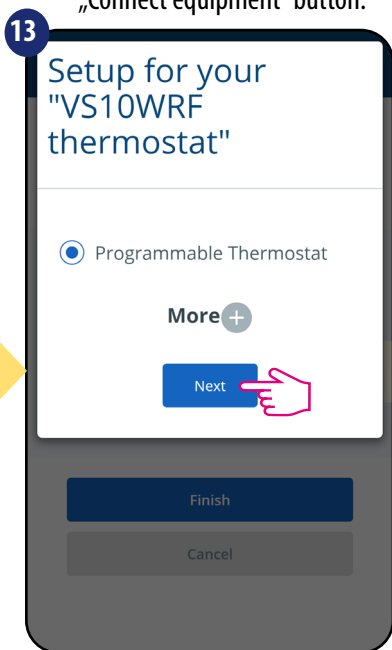 „Connect equipment" button.
13
Setup for your
"VS10WRF
thermostat"
Programmable Thermostat
More +
Next
Finish
Cancel